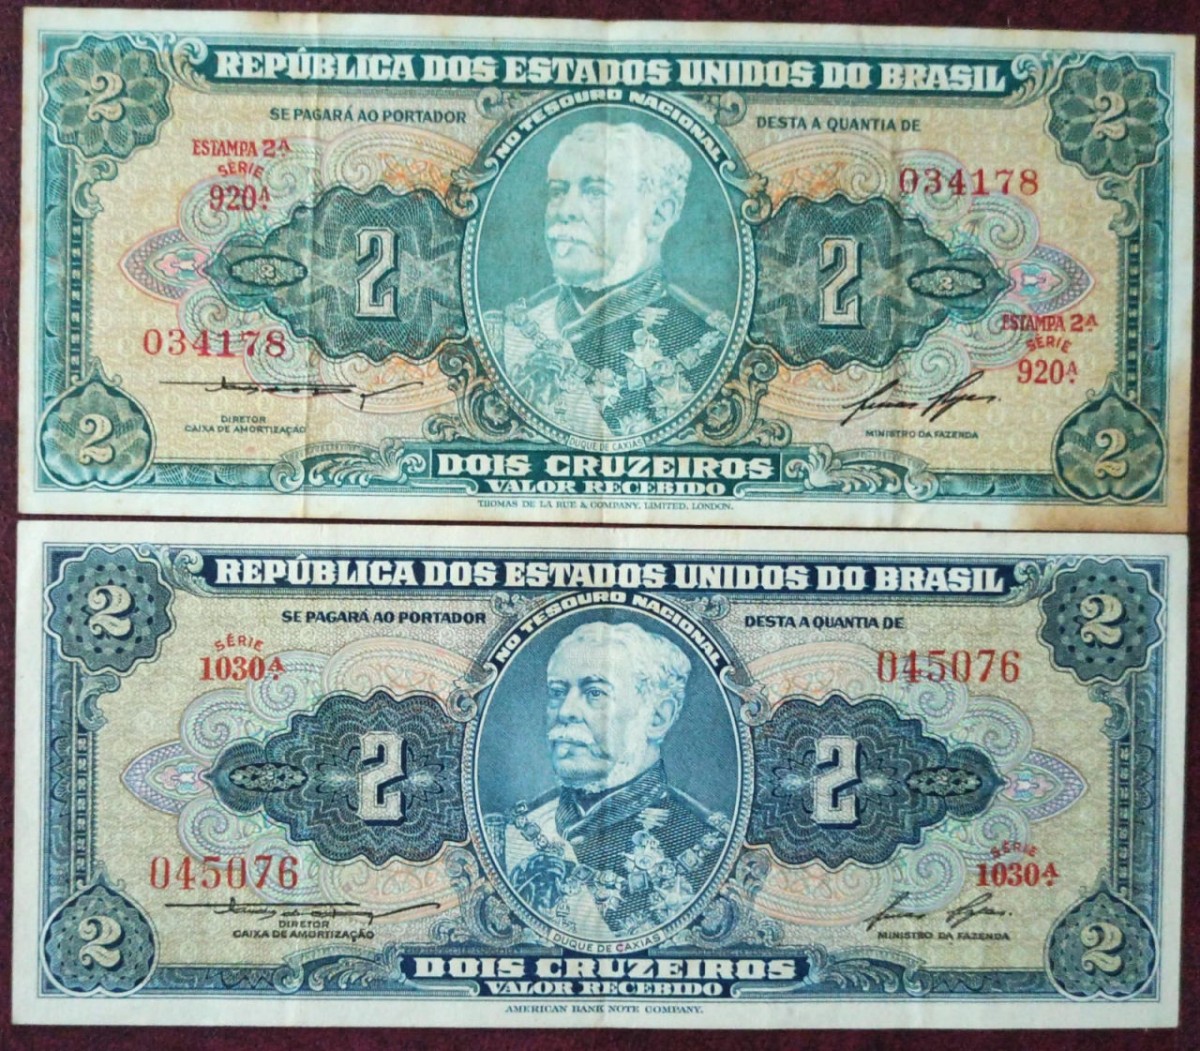 2 REPÚBLICA DOS ESTADOS UNIDOS DO BRASIL 2
SE PAGARÁ AO PORTADOR
NO TESOURO NACIONAL
DESTA A QUANTIA DE
ESTAMPA 2ª
SÉRIE
920ª
034178
2
2
2
2
034178
ESTAMPA 2ª
SÉRIE
920ª
DIRETOR
CAIXA DE AMORTIZAÇÃO
MINISTRO DA FAZENDA
DUQUE DE CAXIAS
2
2
DOIS CRUZEIROS
VALOR RECEBIDO
THOMAS DE LA RUE & COMPANY, LIMITED, LONDON.
2 REPÚBLICA DOS ESTADOS UNIDOS DO BRASIL 2
SE PAGARÁ AO PORTADOR
NO TESOURO NACIONAL
DESTA A QUANTIA DE
SÉRIE
1030ª
045076
2
2
2
2
045076
SÉRIE
1030ª
DIRETOR
CAIXA DE AMORTIZAÇÃO
MINISTRO DA FAZENDA
DUQUE DE CAXIAS
2
2
DOIS CRUZEIROS
VALOR RECEBIDO
AMERICAN BANK NOTE COMPANY.